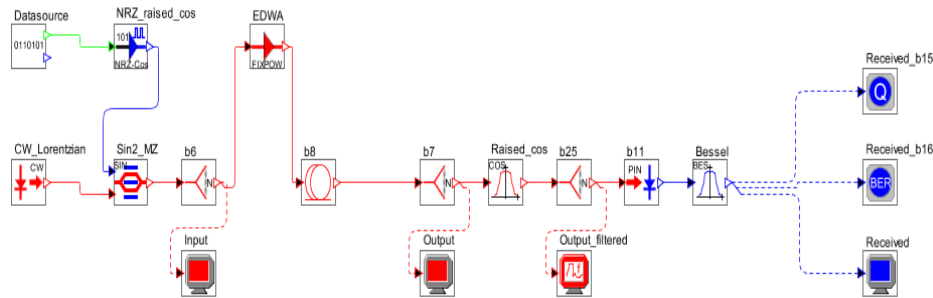 Datasource
0110101
NRZ_raised_cos
101
NRZ-Cos
EDWA
FIXPOW
Received_b15
Q
CW_Lorentzian
CW
Sin2_MZ
SIN
b6
N
b8
b7
N
Raised_cos
COS
b25
N
b11
PIN
Bessel
BES
Received_b16
BER
Input
Output
Output_filtered
Received